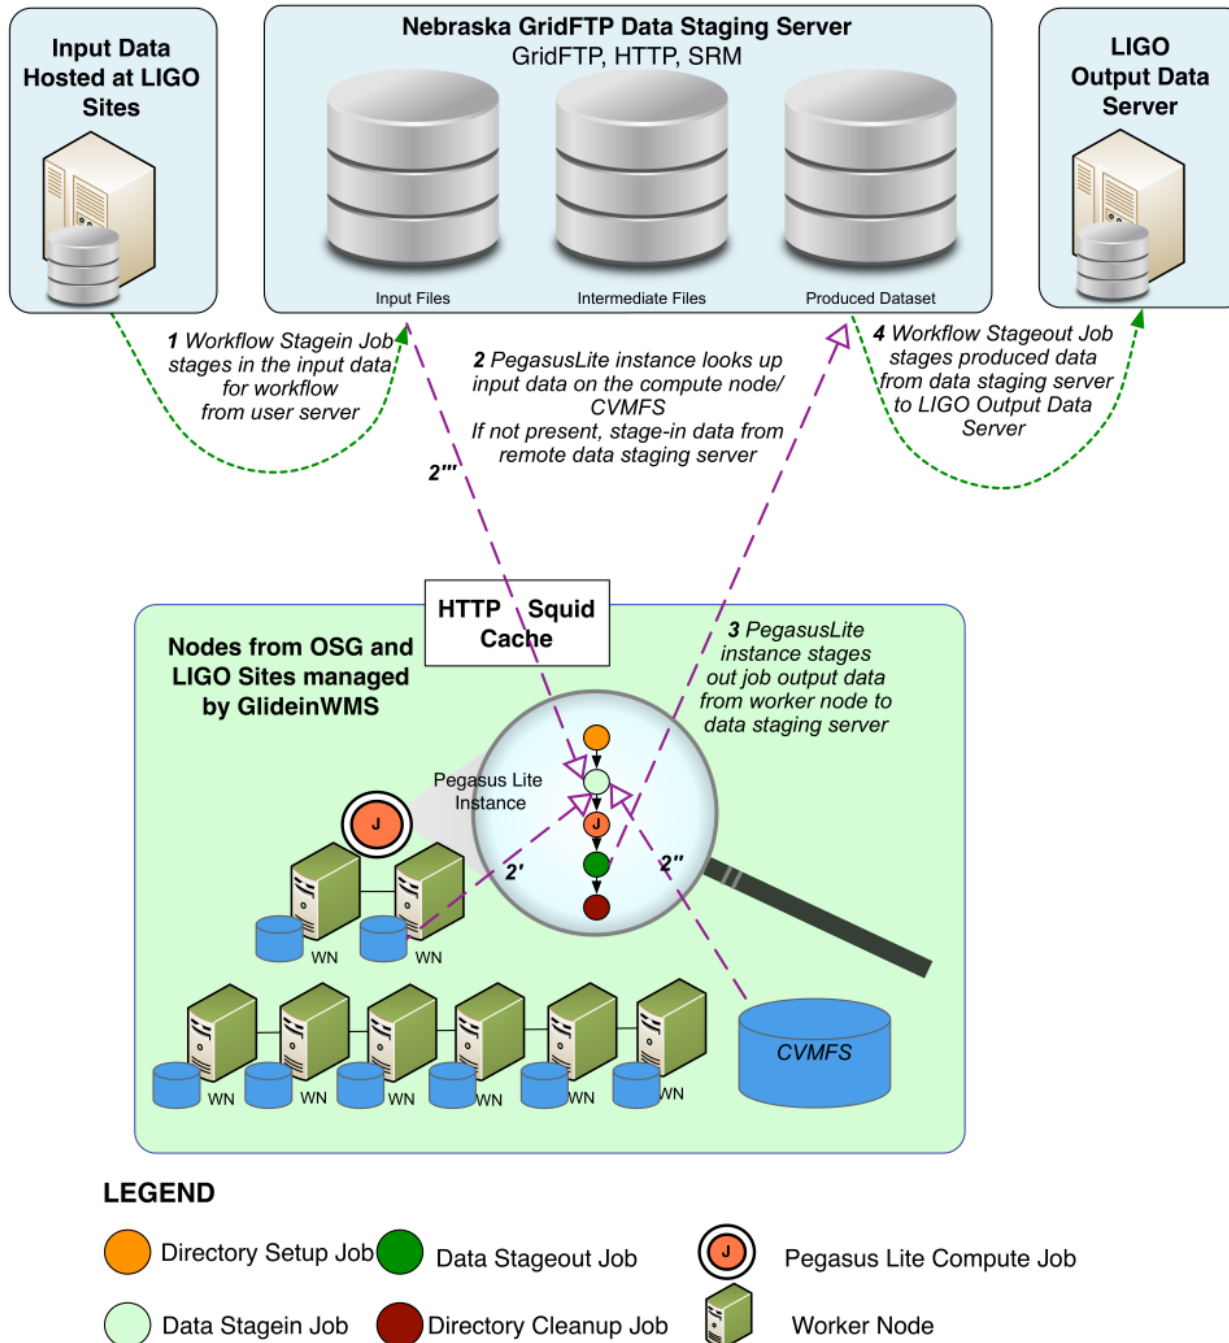 Input Data
Hosted at LIGO
Sites
Nebraska GridFTP Data Staging Server
GridFTP, HTTP, SRM
Input Files
Intermediate Files
Produced Dataset
LIGO
Output Data
Server
1 Workflow Stagein Job
stages in the input data
for workflow
from user server
2 PegasusLite instance looks up
input data on the compute node/
CVMFS
If not present, stage-in data from
remote data staging server
4 Workflow Stageout Job
stages produced data
from data staging server
to LIGO Output Data
Server
2'''
HTTP Squid
Cache
Nodes from OSG and
LIGO Sites managed
by GlideinWMS
3 PegasusLite
instance stages
out job output data
from worker node to
data staging server
Pegasus Lite
Instance
J
J
2'
2''
WN
WN
WN
WN
WN
WN
WN
WN
CVMFS
LEGEND
Directory Setup Job
Data Stageout Job
J
Pegasus Lite Compute Job
Data Stagein Job
Directory Cleanup Job
Worker Node